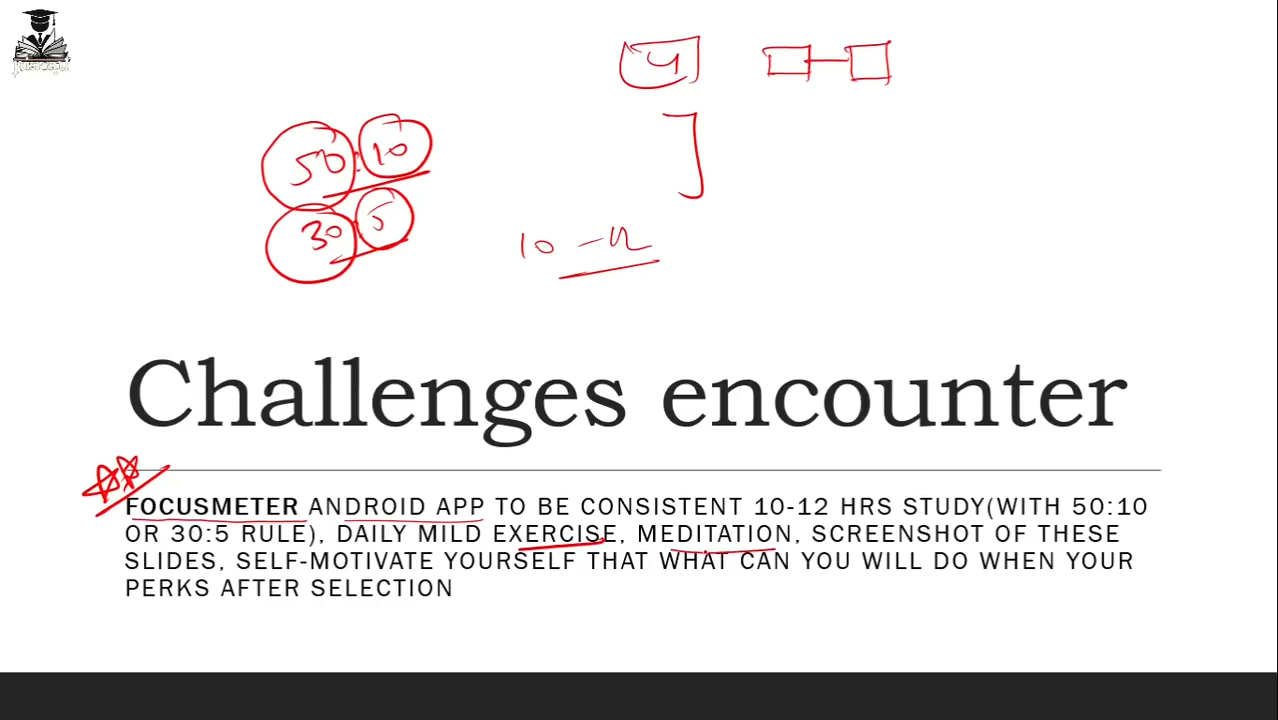 4
50:10
30:5
10-12
Challenges encounter
FOCUSMETER ANDROID APP TO BE CONSISTENT 10-12 HRS STUDY(WITH 50:10
OR 30:5 RULE), DAILY MILD EXERCISE, MEDITATION, SCREENSHOT OF THESE
SLIDES, SELF-MOTIVATE YOURSELF THAT WHAT CAN YOU WILL DO WHEN YOUR
PERKS AFTER SELECTION